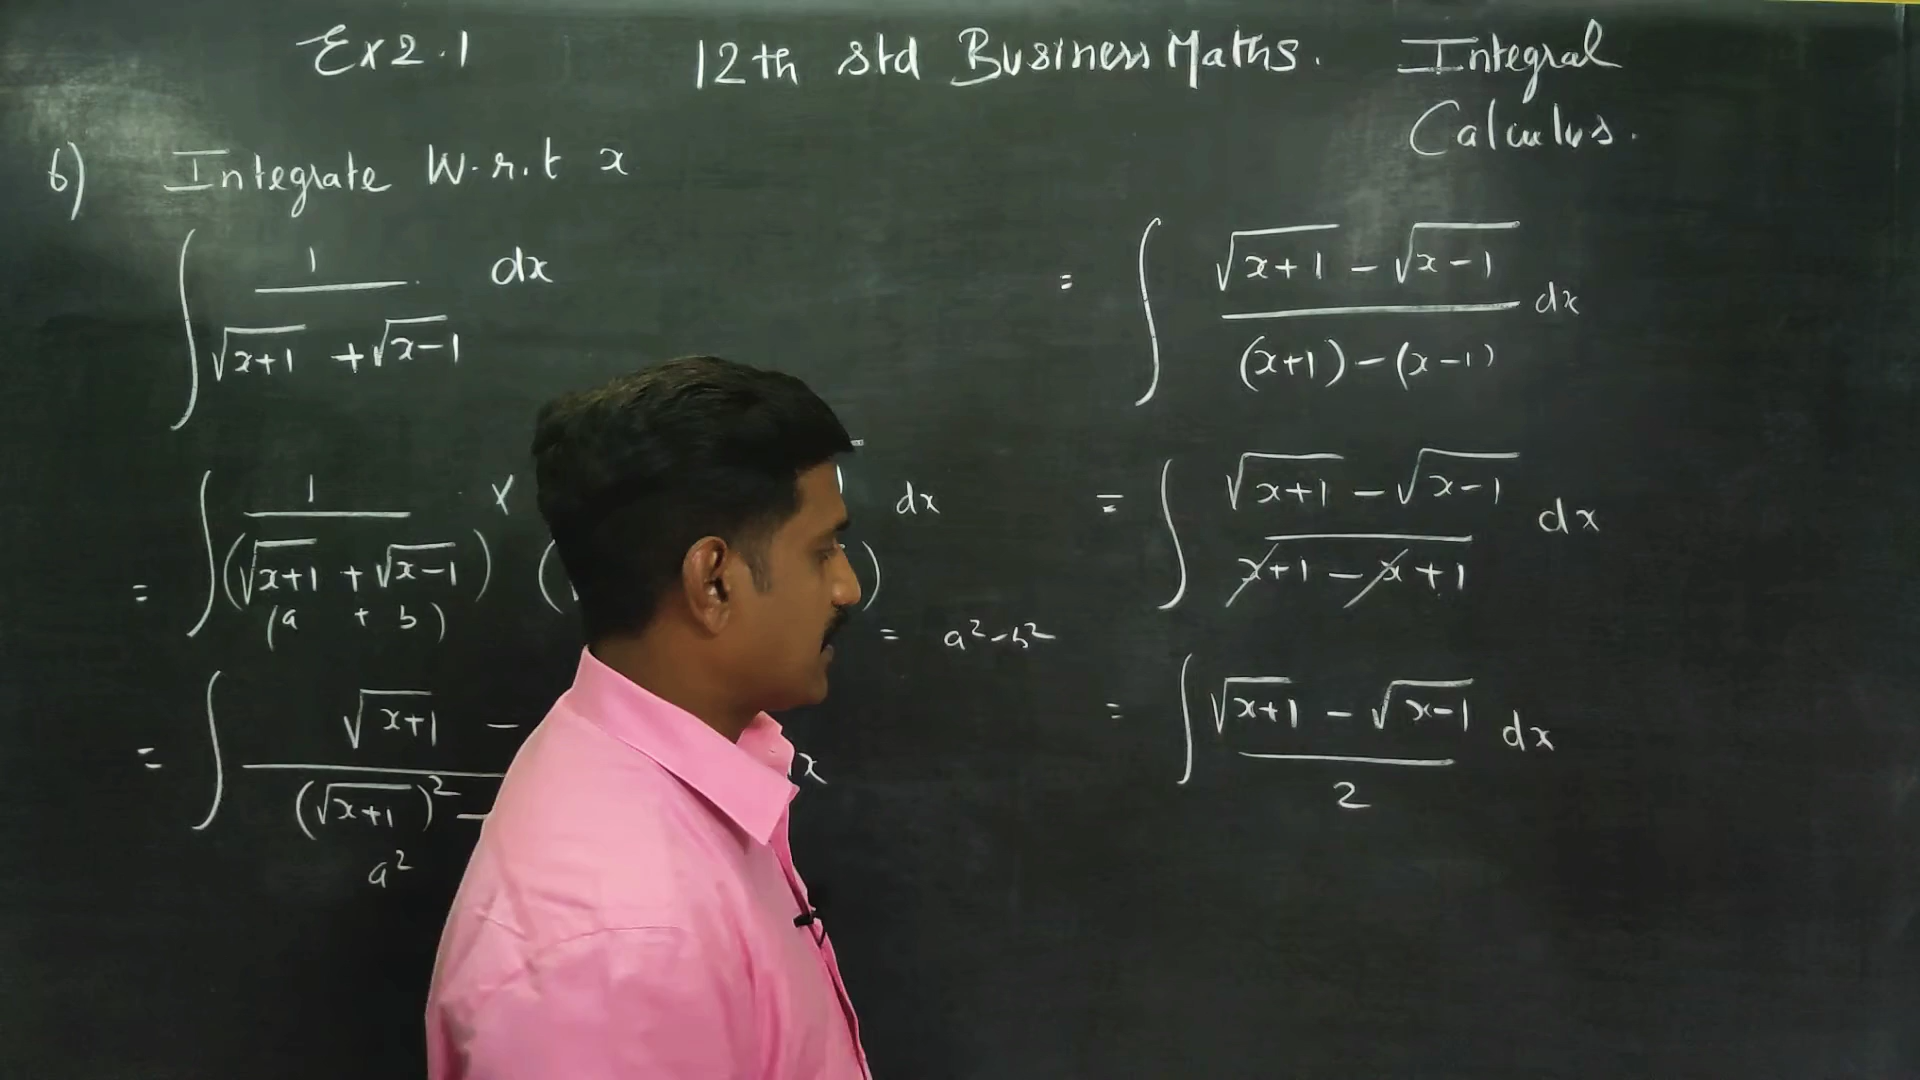 Ex 2.1 12th std Business Maths. Integral
Calculus.
6) Integrate w.r.t x
∫ 1 / (√(x+1) + √(x-1)) dx
= ∫ 1 / (√(x+1) + √(x-1)) × ( ) dx
(a + b) = a²-b²
= ∫ √(x+1) - / (√(x+1))² - x
a²
= ∫ (√(x+1) - √(x-1)) / ((x+1)-(x-1)) dx
= ∫ (√(x+1) - √(x-1)) / (x+1-x+1) dx
= ∫ (√(x+1) - √(x-1)) / 2 dx